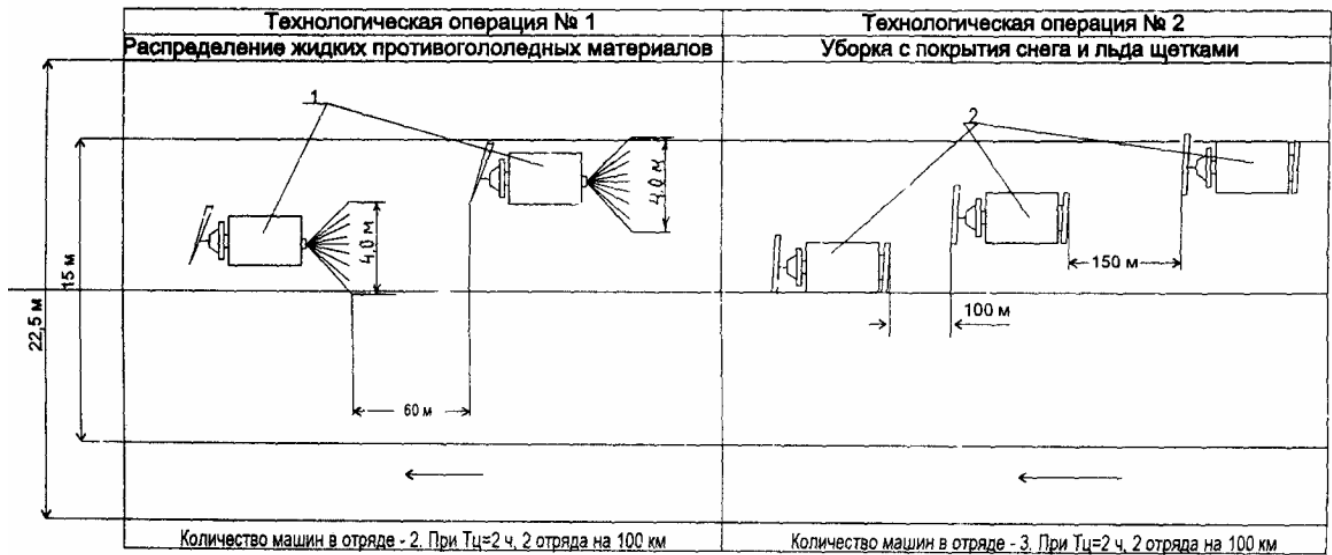 Технологическая операция № 1
Распределение жидких противогололедных материалов
1
4,0 м
4,0 м
15 м
22,5 м
60 м
Количество машин в отряде - 2. При Тц=2 ч, 2 отряда на 100 км
Технологическая операция № 2
Уборка с покрытия снега и льда щетками
2
150 м
100 м
Количество машин в отряде - 3. При Тц=2 ч, 2 отряда на 100 км